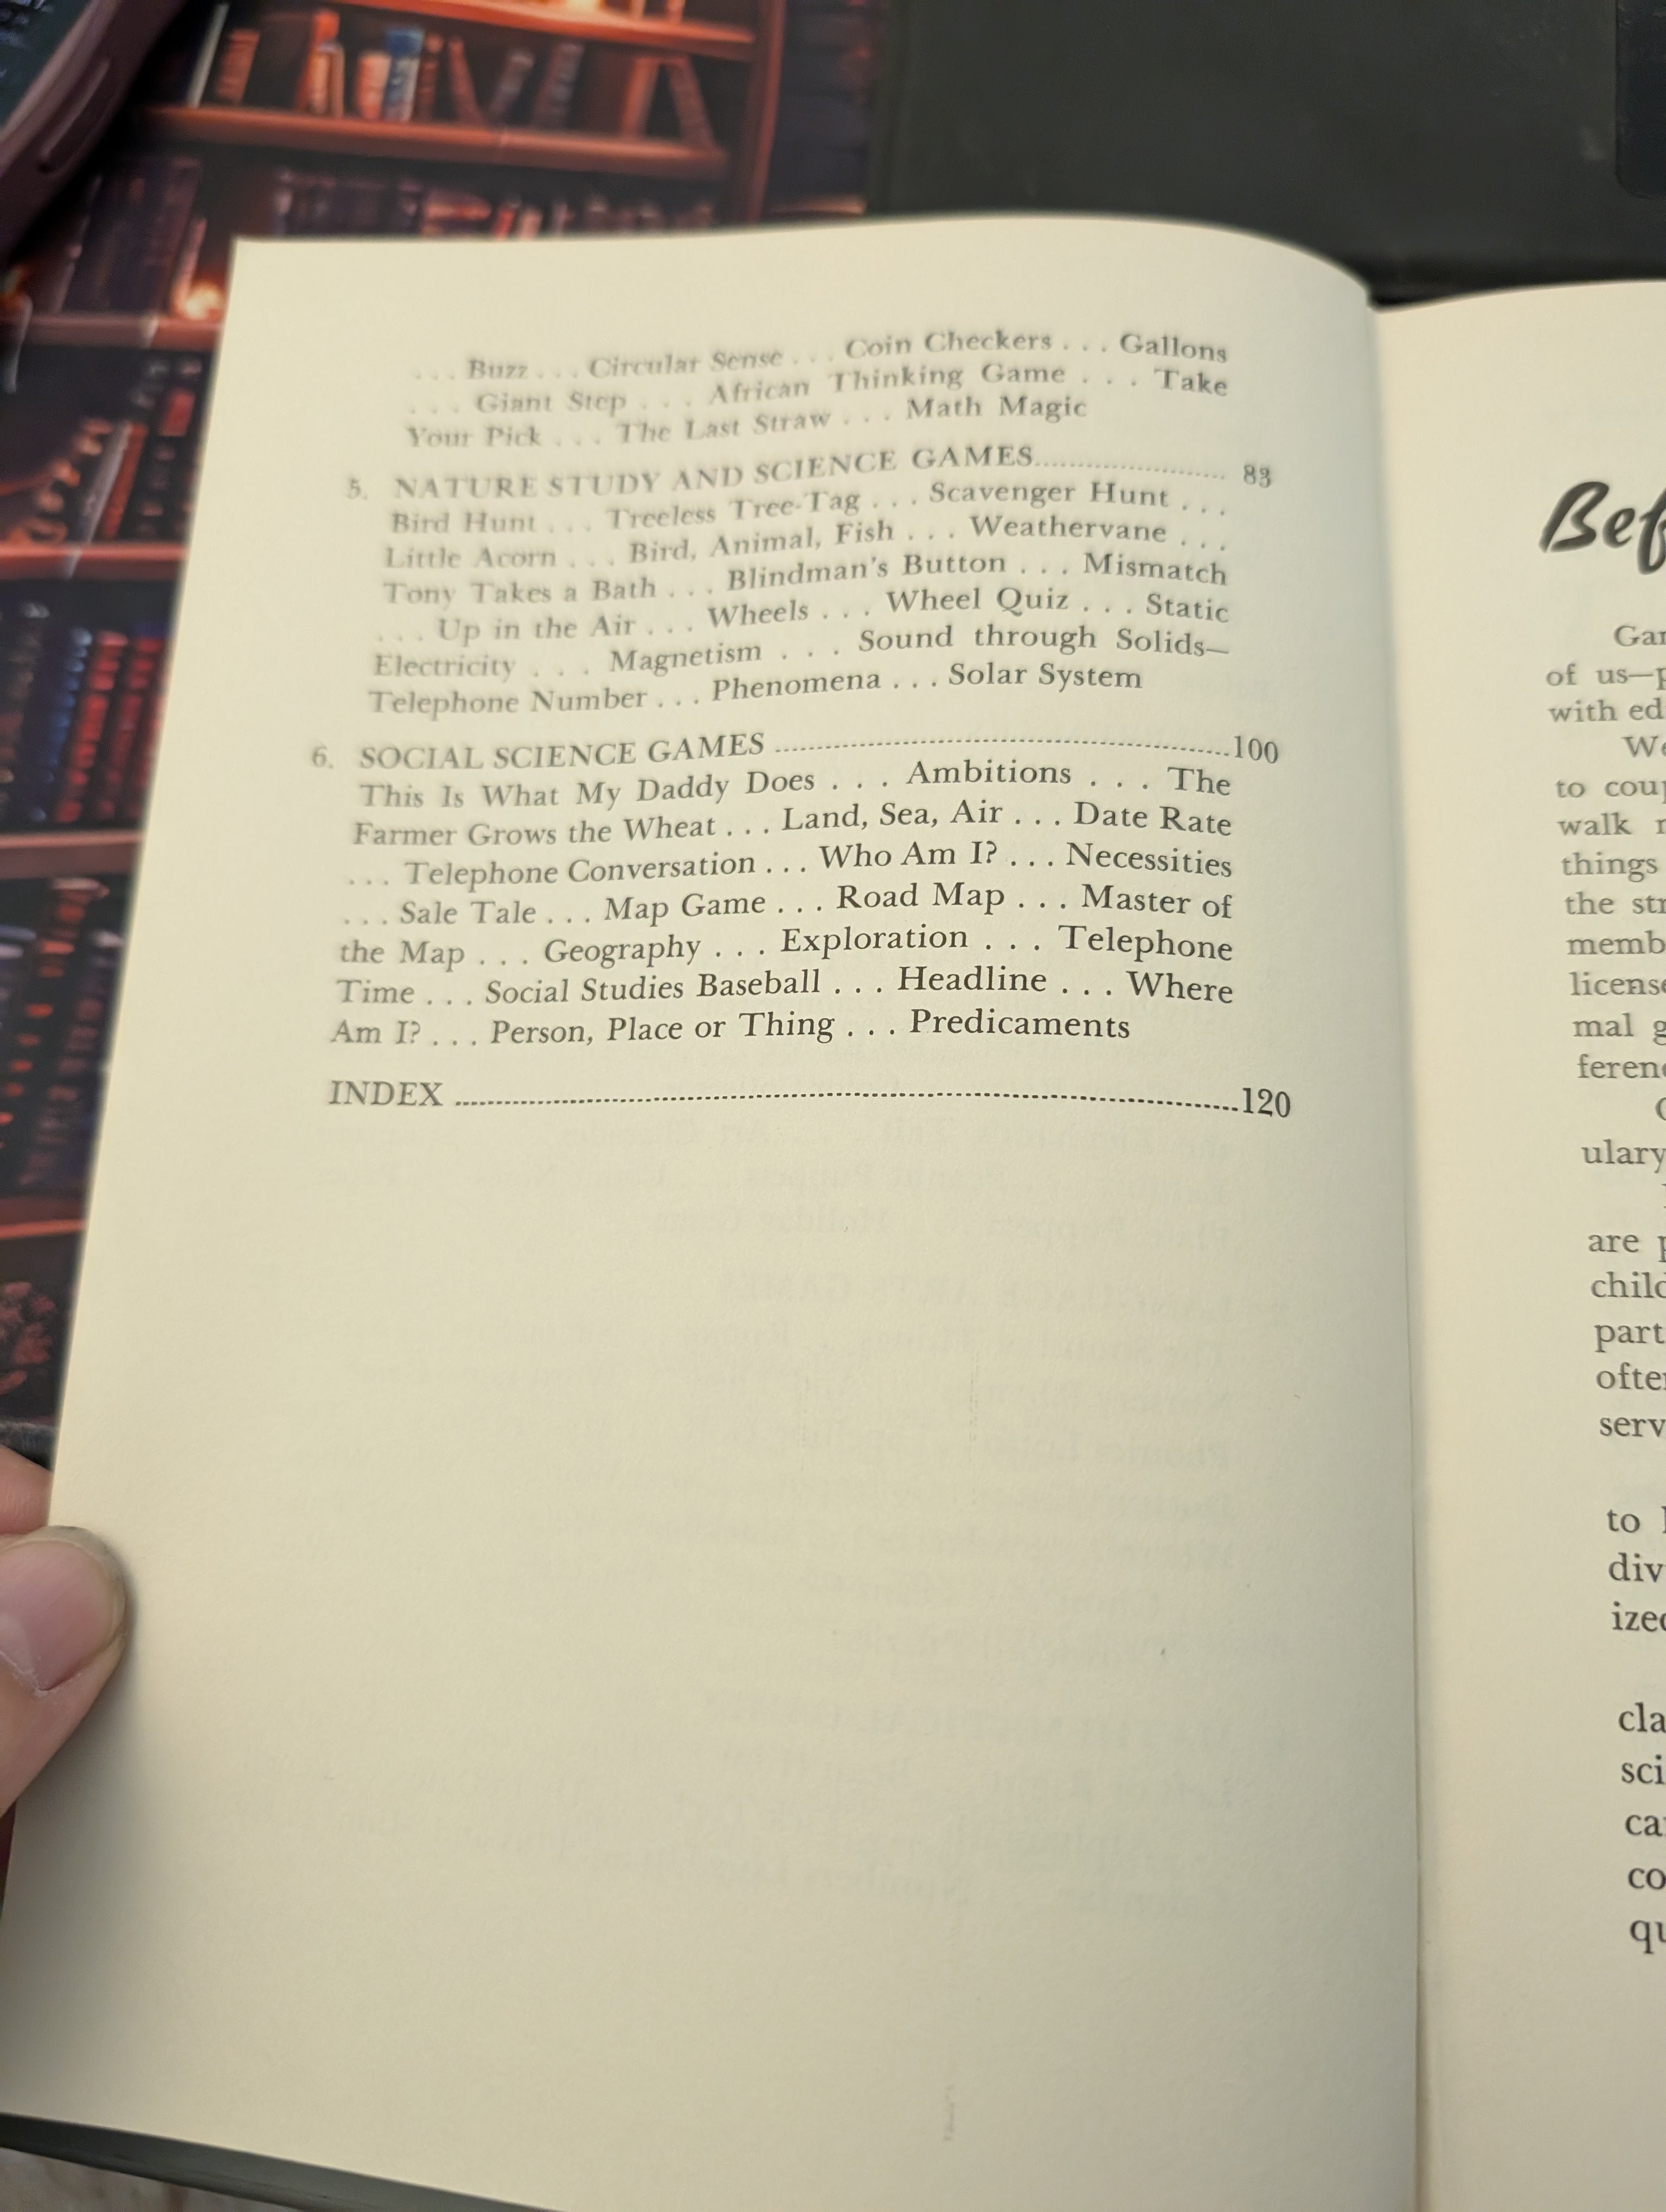 . . . Buzz . . . Circular Sense . . . Coin Checkers . . . Gallons
. . . Giant Step . . . African Thinking Game . . . Take
Your Pick . . . The Last Straw . . . Math Magic
5. NATURE STUDY AND SCIENCE GAMES.......................... 83
Bird Hunt . . . Treeless Tree-Tag . . . Scavenger Hunt . . .
Little Acorn . . . Bird, Animal, Fish . . . Weathervane . . .
Tony Takes a Bath . . . Blindman's Button . . . Mismatch
. . . Up in the Air . . . Wheels . . . Wheel Quiz . . . Static
Electricity . . . Magnetism . . . Sound through Solids—
Telephone Number . . . Phenomena . . . Solar System
6. SOCIAL SCIENCE GAMES ..........................100
This Is What My Daddy Does . . . Ambitions . . . The
Farmer Grows the Wheat . . . Land, Sea, Air . . . Date Rate
. . . Telephone Conversation . . . Who Am I? . . . Necessities
. . . Sale Tale . . . Map Game . . . Road Map . . . Master of
the Map . . . Geography . . . Exploration . . . Telephone
Time . . . Social Studies Baseball . . . Headline . . . Where
Am I? . . . Person, Place or Thing . . . Predicaments
INDEX ..........................120
Bef
Gar
of us—p
with ed
We
to coup
walk r
things
the str
memb
license
mal g
ferenc
ulary
are p
child
part
ofte
serv
to
div
ized
cla
sci
ca
co
qu